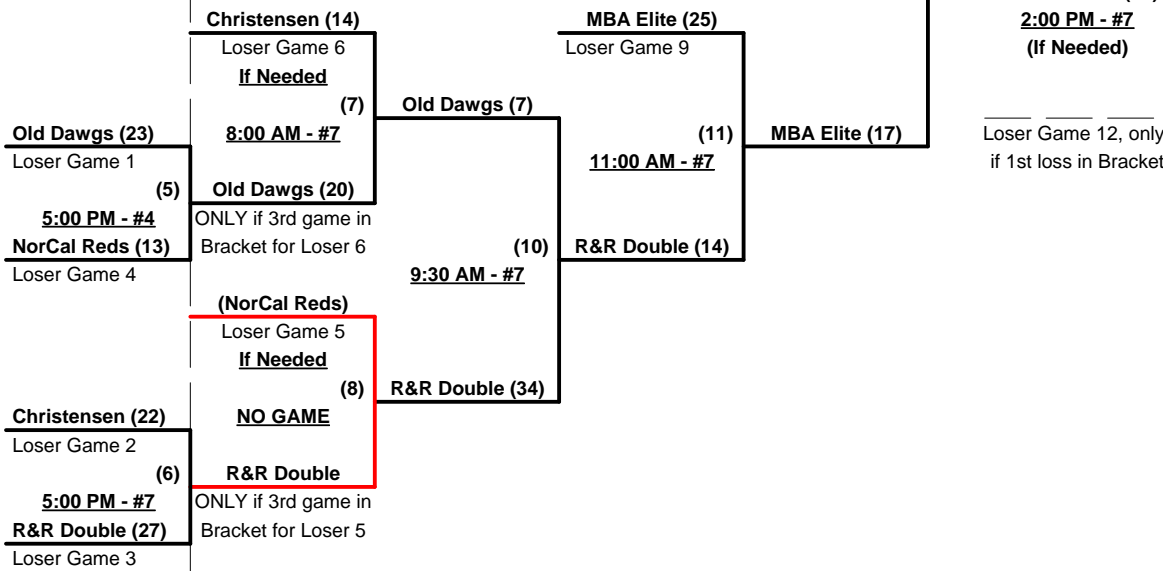 Christensen (14)
Loser Game 6
If Needed
(7)
8:00 AM - #7
Old Dawgs (23)
Loser Game 1
(5)
5:00 PM - #4
NorCal Reds (13)
Loser Game 4
Old Dawgs (20)
ONLY if 3rd game in
Bracket for Loser 6
(NorCal Reds)
Loser Game 5
If Needed
(8)
NO GAME
Christensen (22)
Loser Game 2
(6)
5:00 PM - #7
R&R Double (27)
Loser Game 3
R&R Double
ONLY if 3rd game in
Bracket for Loser 5
Old Dawgs (7)
(10)
9:30 AM - #7
R&R Double (34)
MBA Elite (25)
Loser Game 9
(11)
11:00 AM - #7
R&R Double (14)
MBA Elite (17)
2:00 PM - #7
(If Needed)
Loser Game 12, only
if 1st loss in Bracket